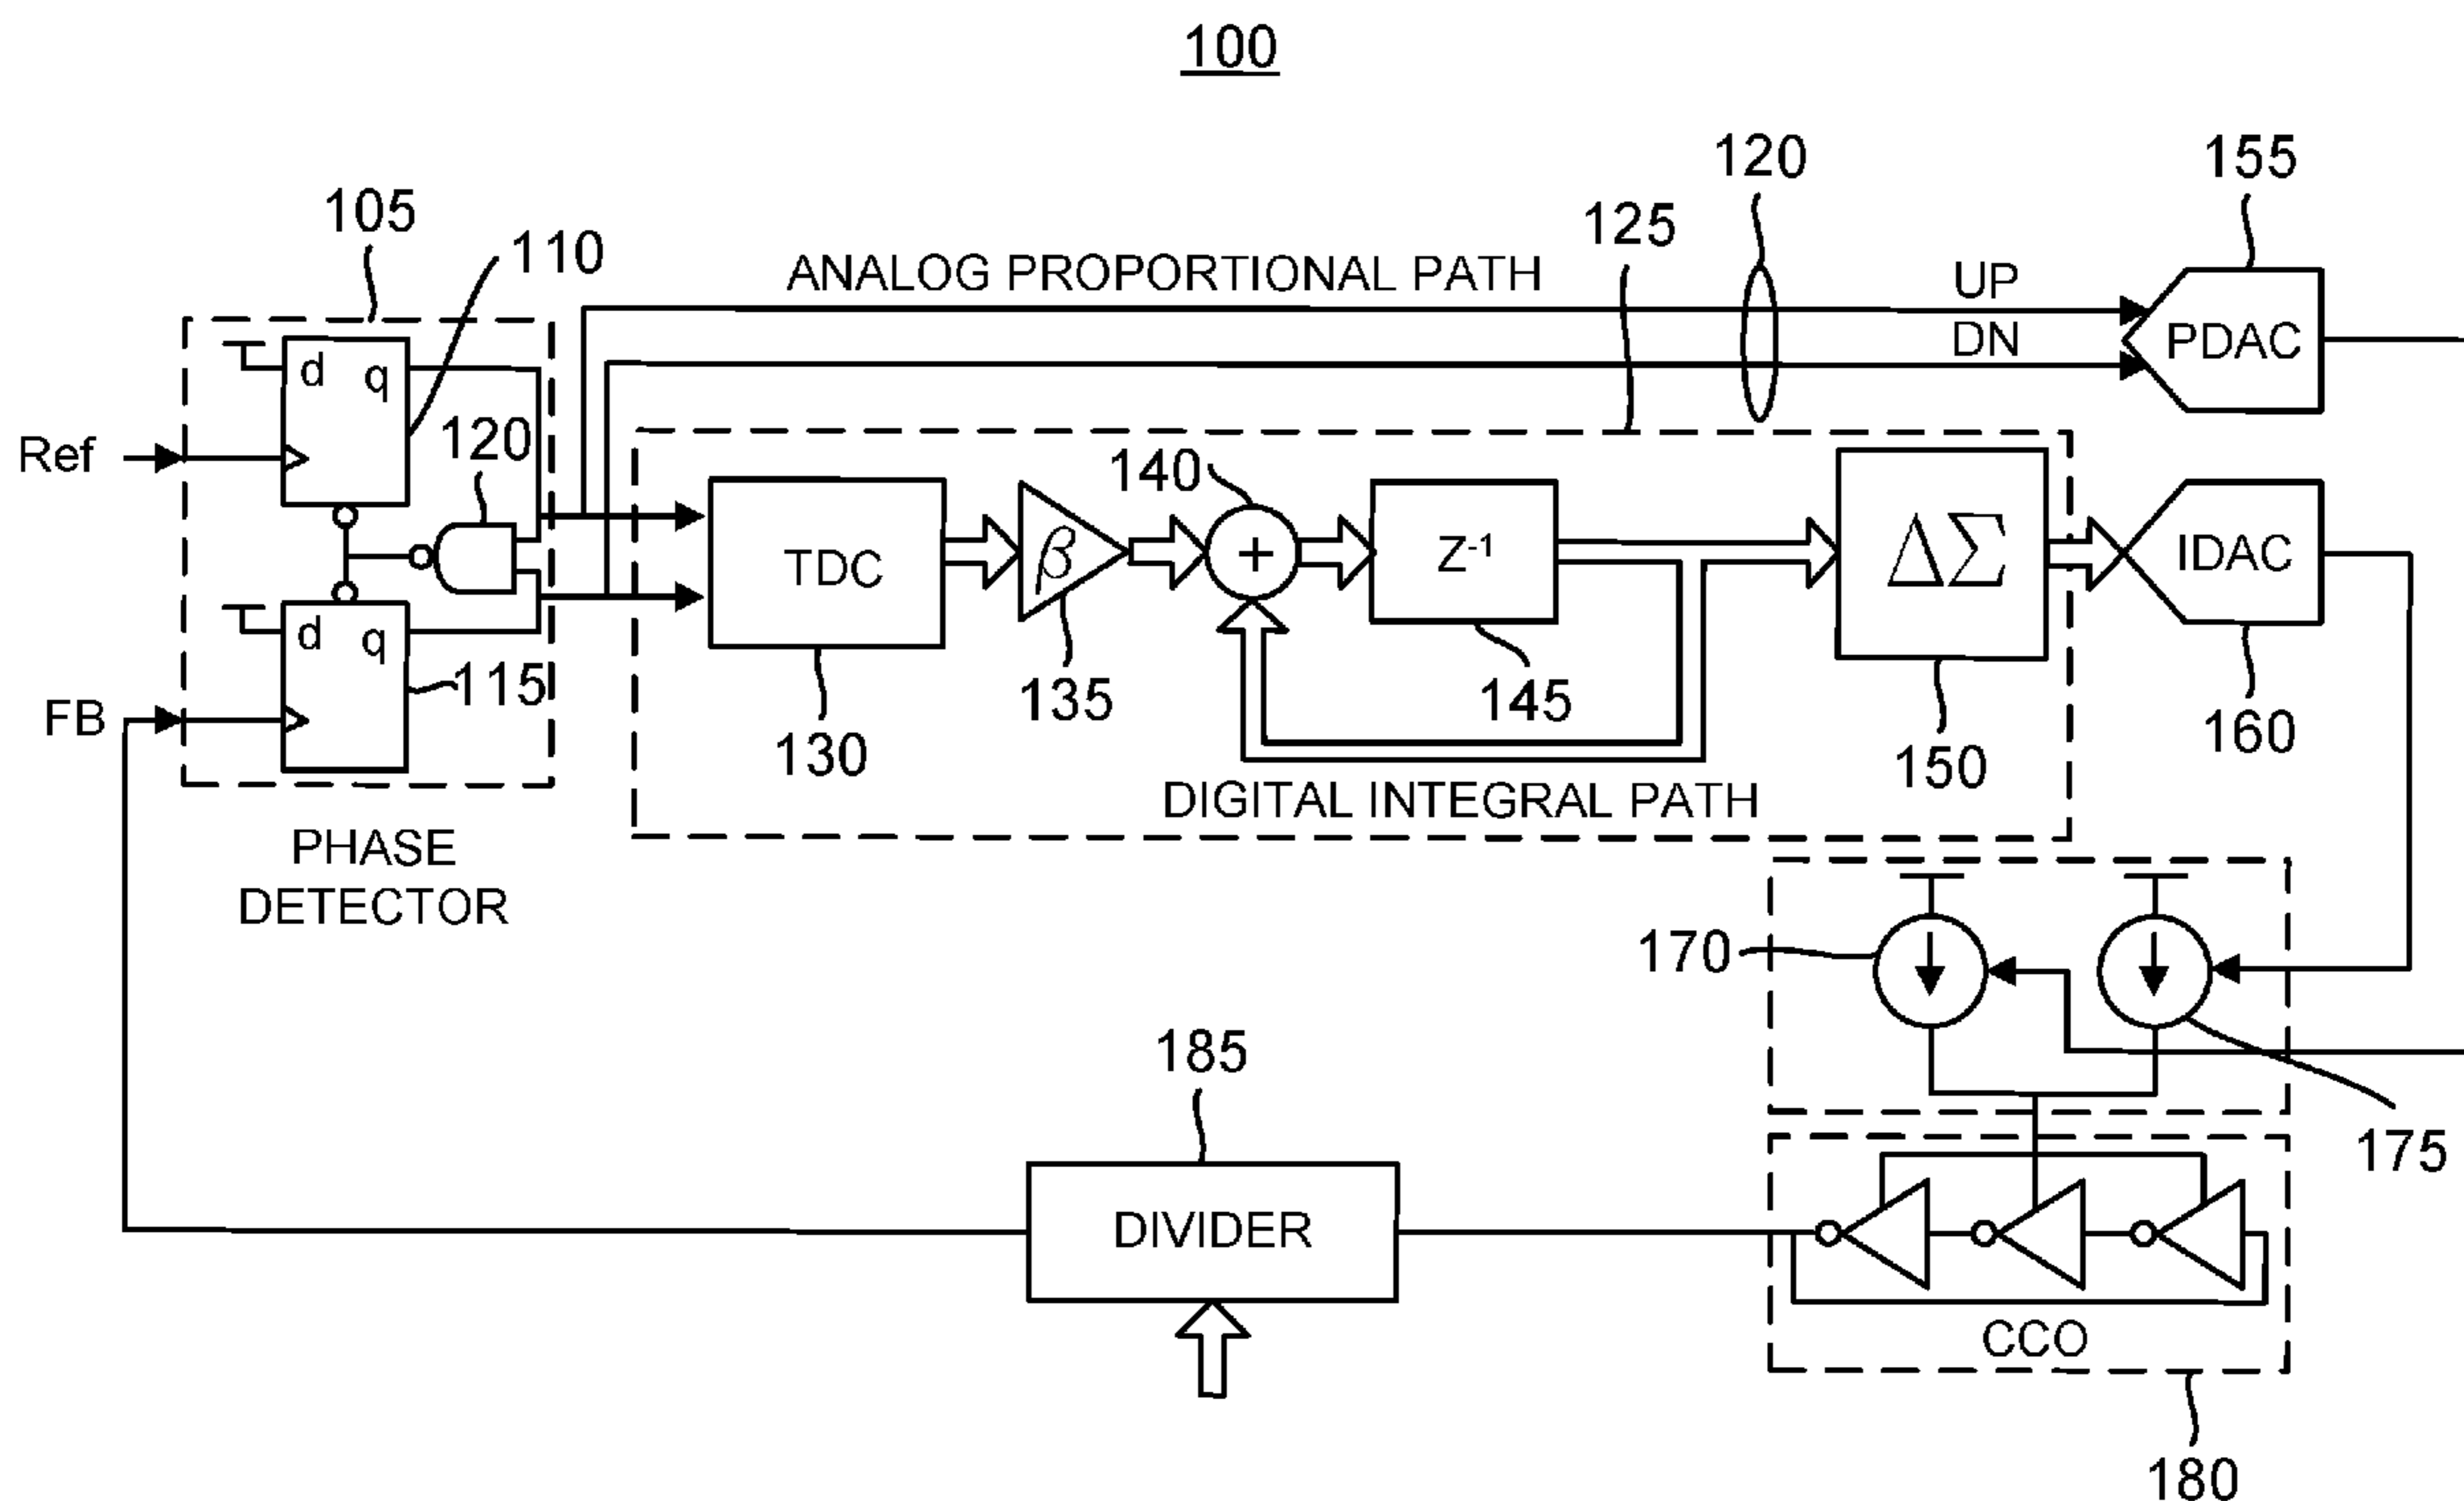 100
120
155
125
105
110
ANALOG PROPORTIONAL PATH
UP
DN
PDAC
d
q
120
Ref
140
TDC
β
+
Z-1
ΔΣ
IDAC
d
q
115
FB
135
145
130
150
160
DIGITAL INTEGRAL PATH
PHASE
DETECTOR
170
185
175
DIVIDER
CCO
180